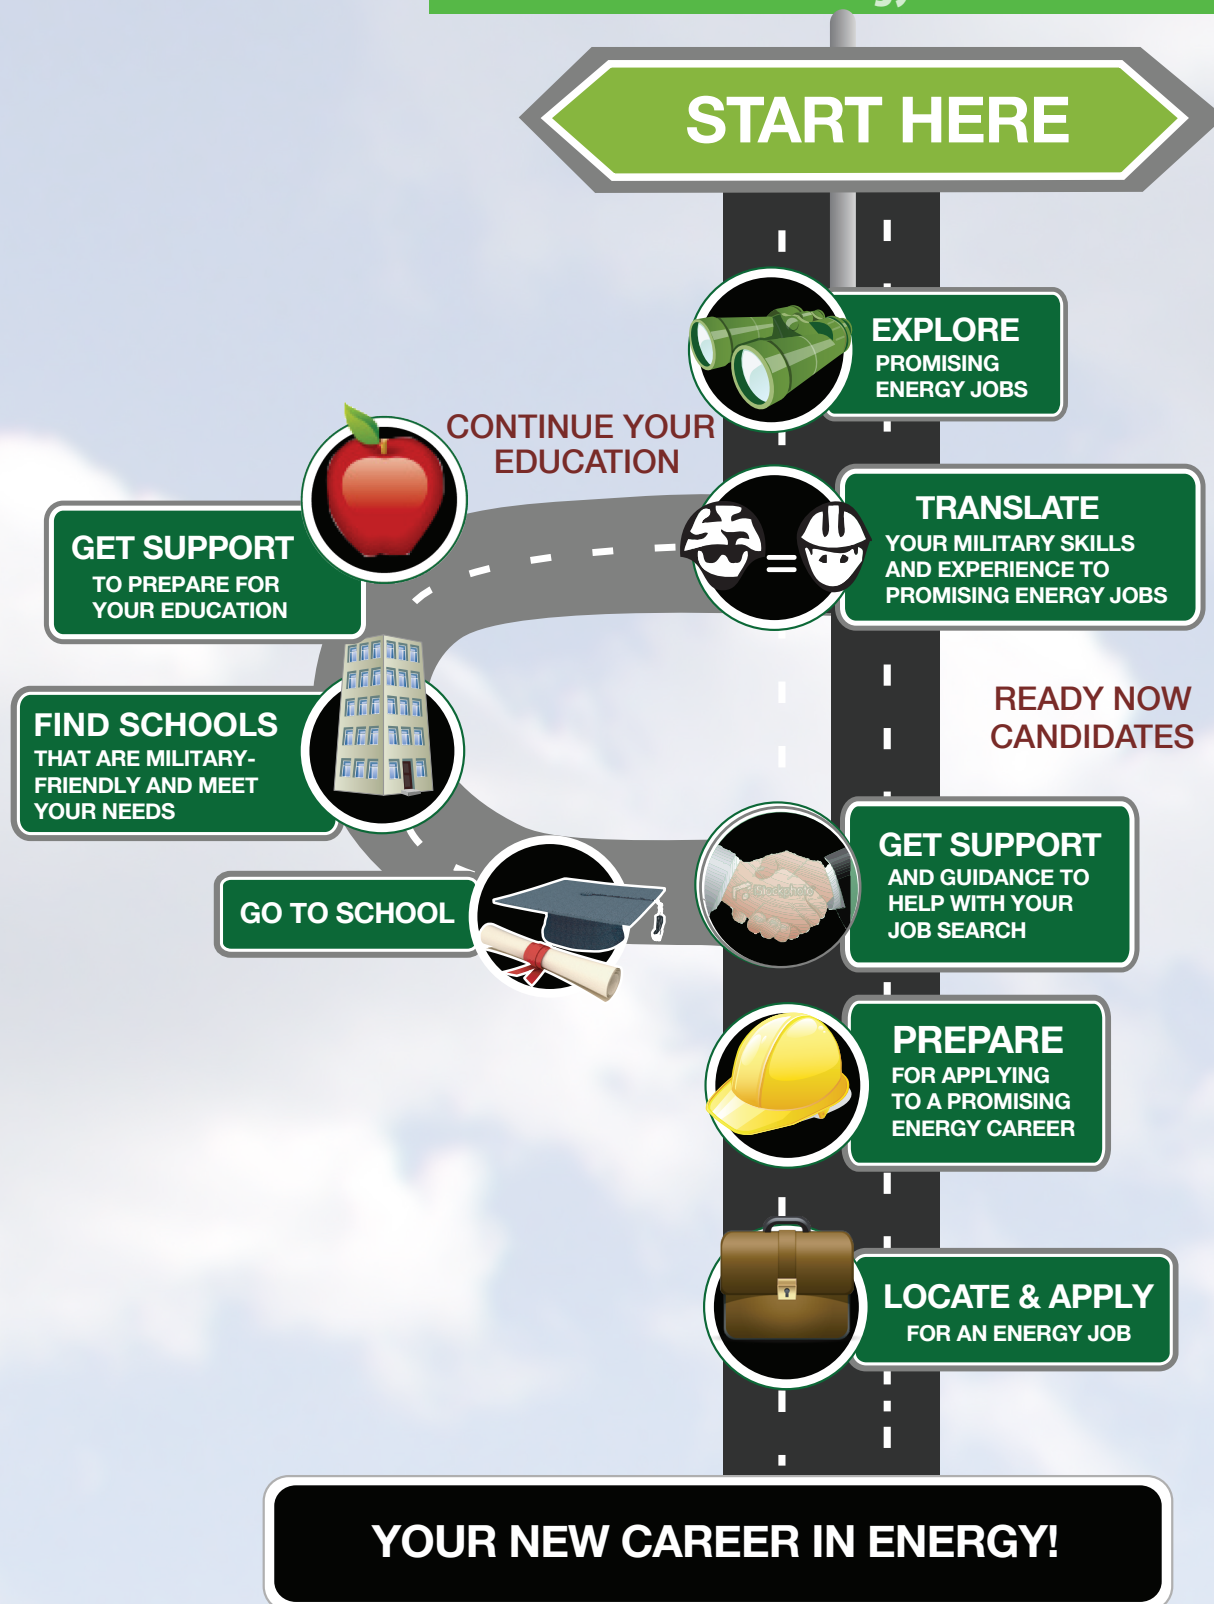 START HERE
EXPLORE
PROMISING
ENERGY JOBS
CONTINUE YOUR
EDUCATION
TRANSLATE
YOUR MILITARY SKILLS
AND EXPERIENCE TO
PROMISING ENERGY JOBS
GET SUPPORT
TO PREPARE FOR
YOUR EDUCATION
READY NOW
CANDIDATES
FIND SCHOOLS
THAT ARE MILITARY-
FRIENDLY AND MEET
YOUR NEEDS
GET SUPPORT
AND GUIDANCE TO
HELP WITH YOUR
JOB SEARCH
GO TO SCHOOL
PREPARE
FOR APPLYING
TO A PROMISING
ENERGY CAREER
LOCATE & APPLY
FOR AN ENERGY JOB
YOUR NEW CAREER IN ENERGY!